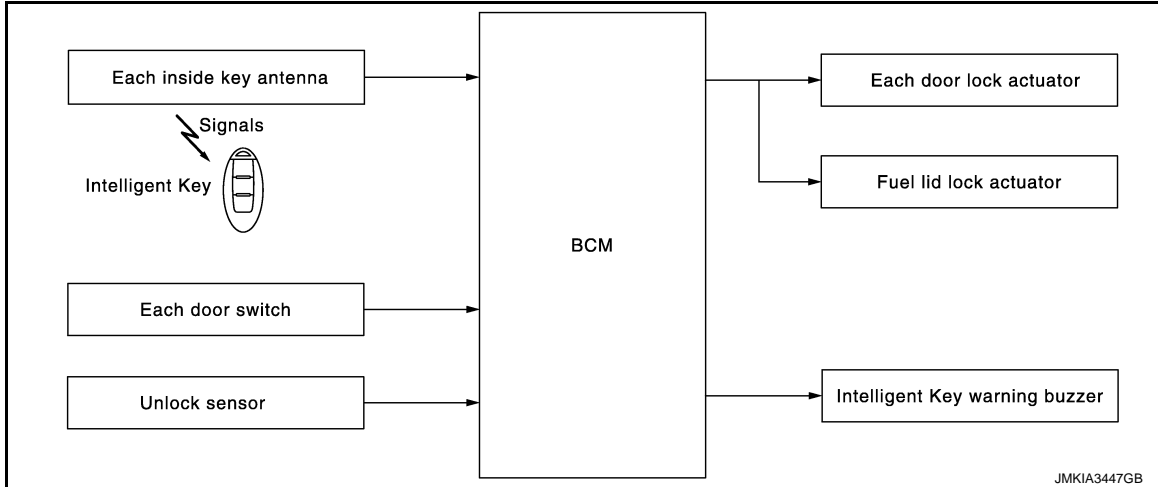 Each inside key antenna
Signals
Intelligent Key
Each door switch
Unlock sensor
BCM
Each door lock actuator
Fuel lid lock actuator
Intelligent Key warning buzzer
JMKIA3447GB